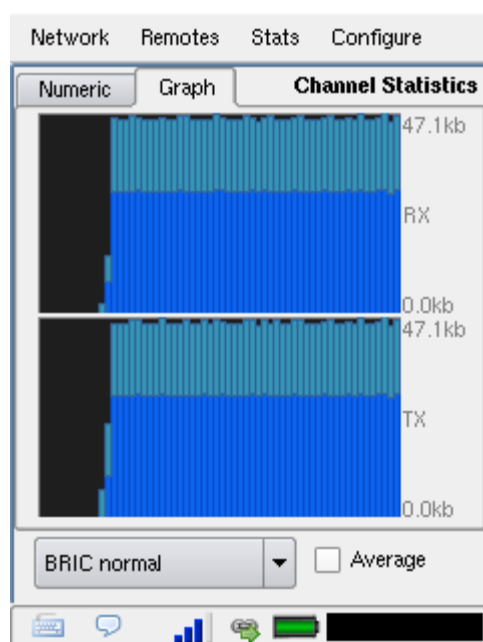 Network Remotes Stats Configure
Numeric Graph Channel Statistics
47.1kb
RX
0.0kb
47.1kb
TX
0.0kb
BRIC normal Average